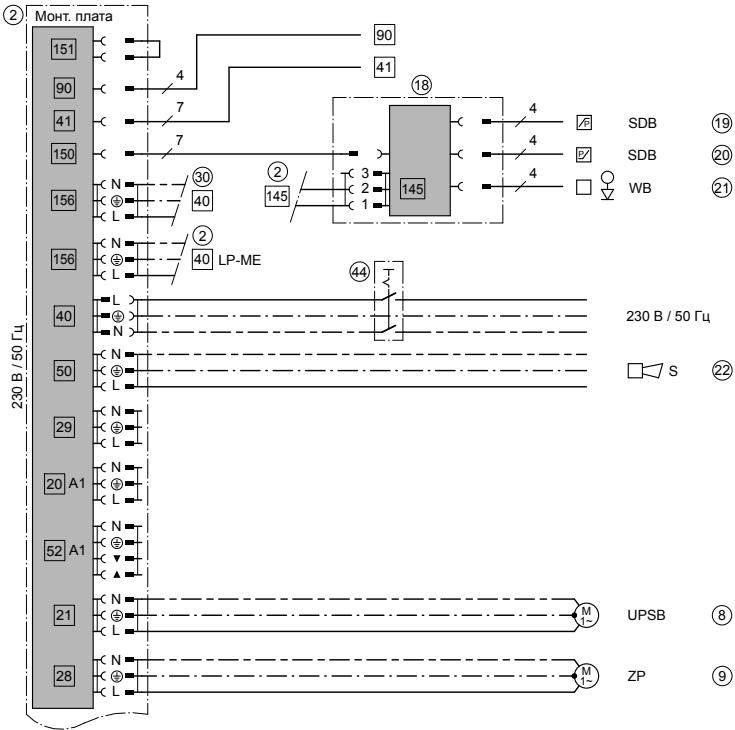 2 Монт. плата
151
90
4
90
41
7
41
18
150
7
4 SDB 19
4 SDB 20
4 WB 21
P
P
2
145
3
2
1
145
156
N
L
30
40
156
N
L
2
40 LP-ME
44
40
L
N
230 В / 50 Гц
230 В / 50 Гц
50
N
L
S 22
29
N
L
20 A1
N
L
52 A1
N
21
N
L
M
1~
UPSB 8
28
N
L
M
1~
ZP 9